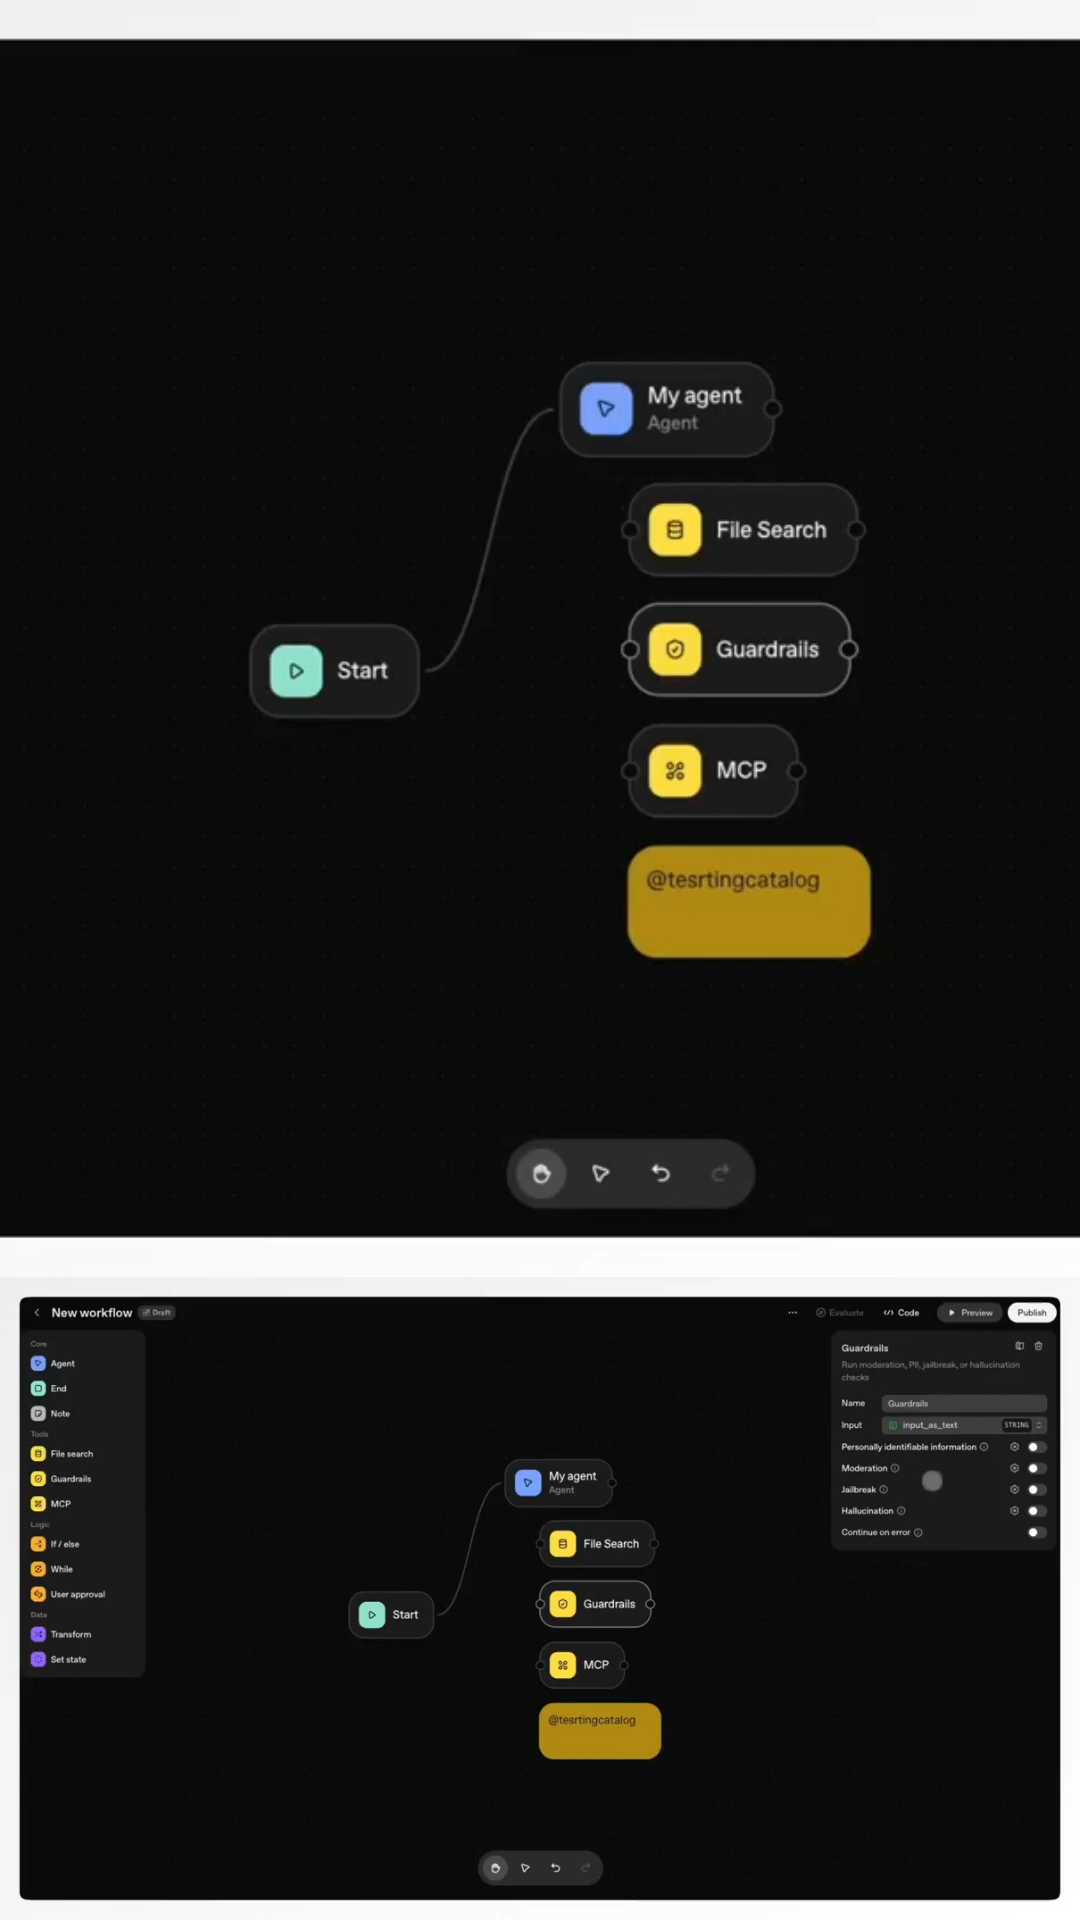 My agent
Agent
File Search
Guardrails
Start
MCP
@tesrtingcatalog
New workflow
Draft
Evaluate
Code
Preview
Publish
Core
Agent
End
Note
Tools
File search
Guardrails
MCP
Logic
If / else
While
User approval
Data
Transform
Set state
My agent
Agent
File Search
Guardrails
Start
MCP
@tesrtingcatalog
Guardrails
Run moderation, PII, jailbreak, or hallucination
checks
Name Guardrails
Input input_as_text STRING
Personally identifiable information
Moderation
Jailbreak
Hallucination
Continue on error